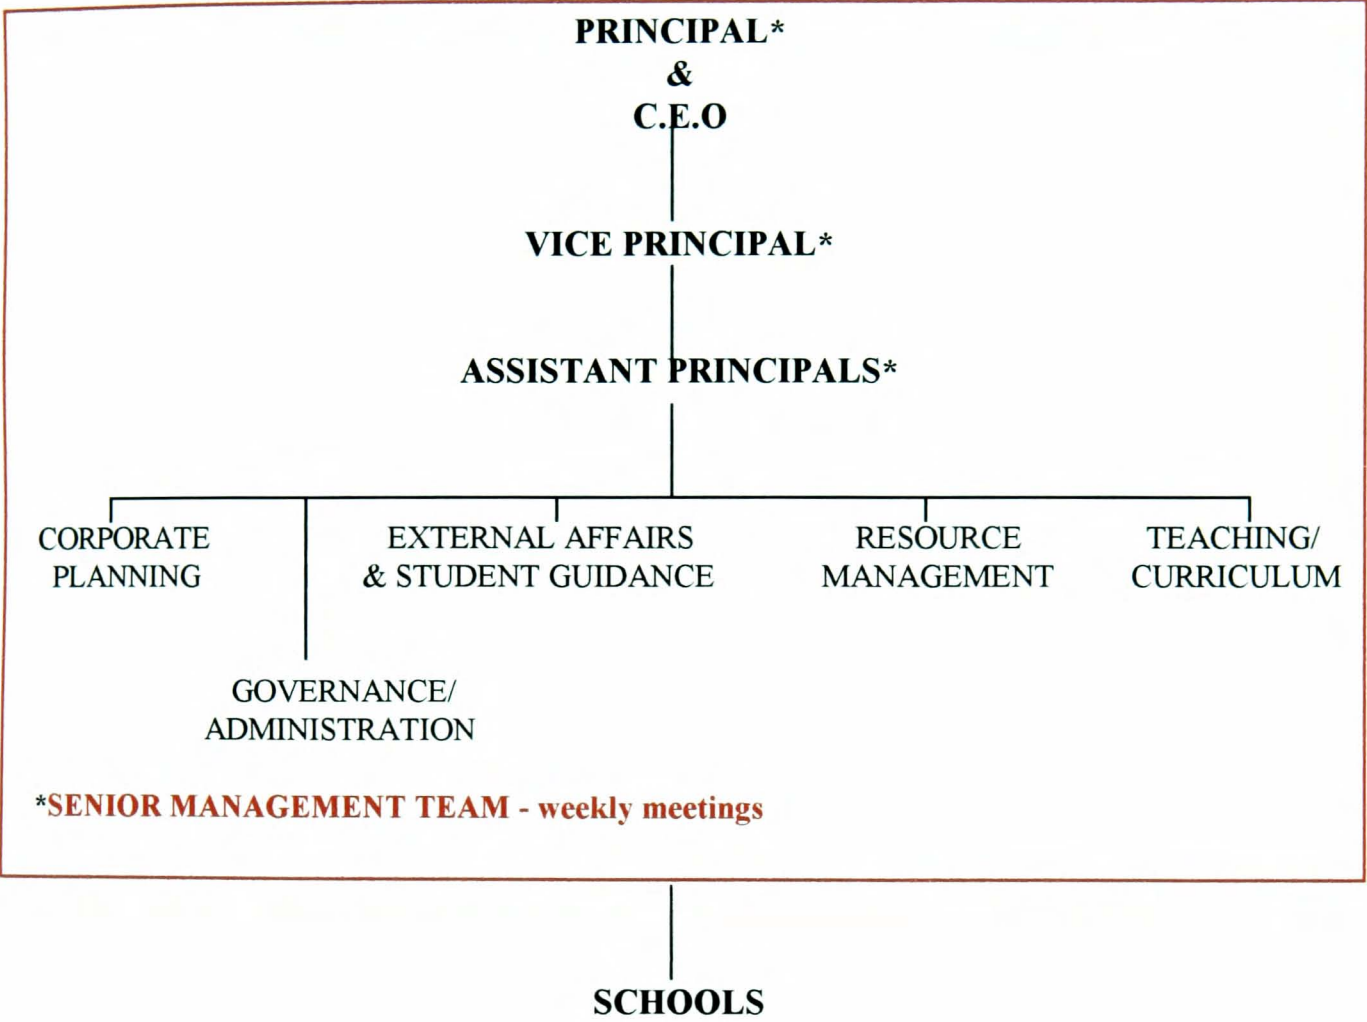 PRINCIPAL*
&
C.E.O
VICE PRINCIPAL*
ASSISTANT PRINCIPALS*
CORPORATE
PLANNING
EXTERNAL AFFAIRS
& STUDENT GUIDANCE
RESOURCE
MANAGEMENT
TEACHING/
CURRICULUM
GOVERNANCE/
ADMINISTRATION
*SENIOR MANAGEMENT TEAM - weekly meetings
SCHOOLS